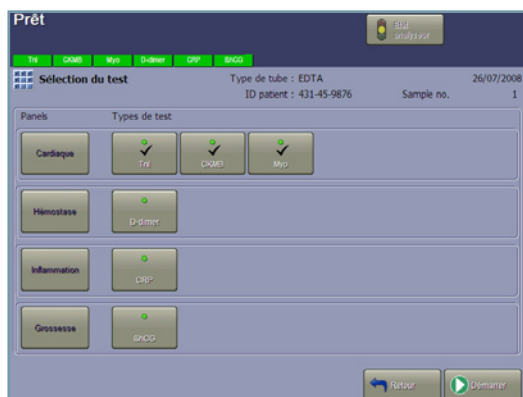 Prêt
Etat
analyseur
TnI CKMB Myo D-dimer CRP ßhCG
Sélection du test
Type de tube : EDTA
26/07/2008
ID patient : 431-45-9876
Sample no. 1
Panels
Types de test
Cardiaque
TnI
CKMB
Myo
Hémostase
D-dimer
Inflammation
CRP
Grossesse
ßhCG
Retour
Démarrer